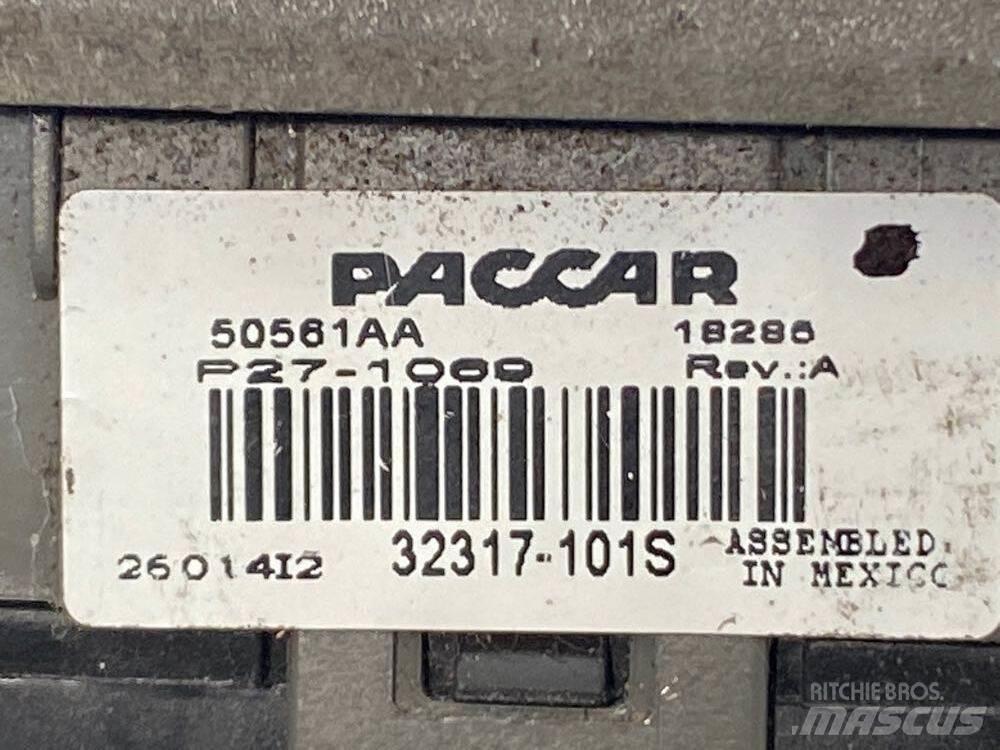 PACCAR
50561AA 18286
P27-1069 Rev.:A
2601412 32317-101S ASSEMBLED
IN MEXICO
RITCHIE BROS.
MASCUS